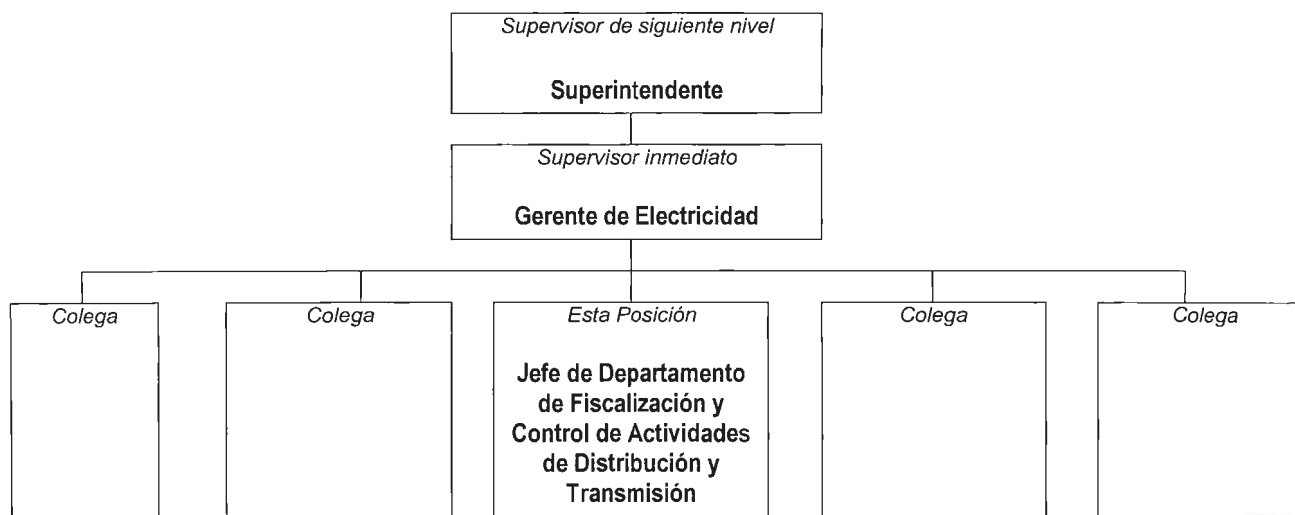 Supervisor de siguiente nivel
Superintendente
Supervisor inmediato
Gerente de Electricidad
Colega
Colega
Esta Posición
Colega
Colega
Jefe de Departamento
de Fiscalización y
Control de Actividades
de Distribución y
Transmisión